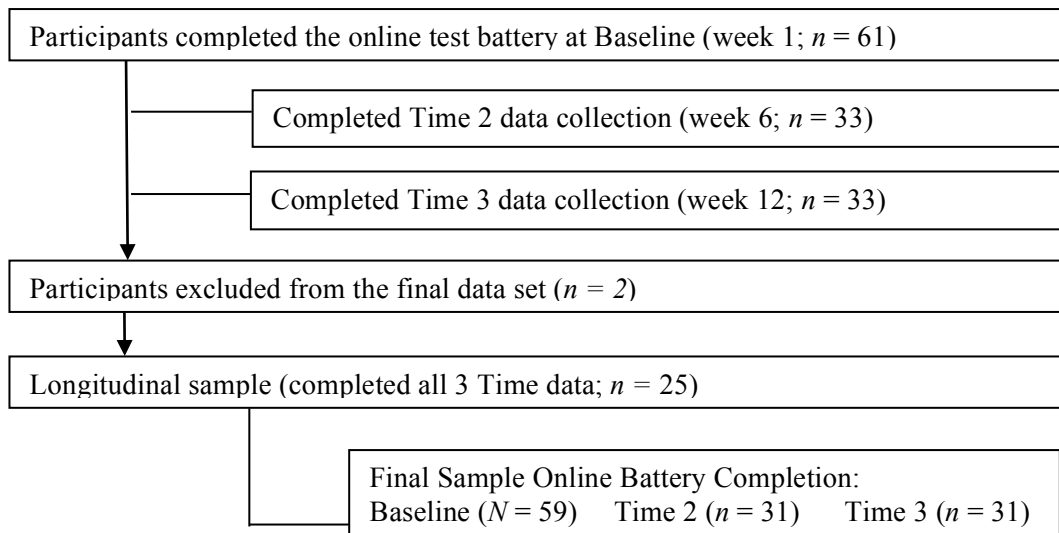 Participants completed the online test battery at Baseline (week 1; n = 61)
Completed Time 2 data collection (week 6; n = 33)
Completed Time 3 data collection (week 12; n = 33)
Participants excluded from the final data set (n = 2)
Longitudinal sample (completed all 3 Time data; n = 25)
Final Sample Online Battery Completion:
Baseline (N = 59) Time 2 (n = 31) Time 3 (n = 31)